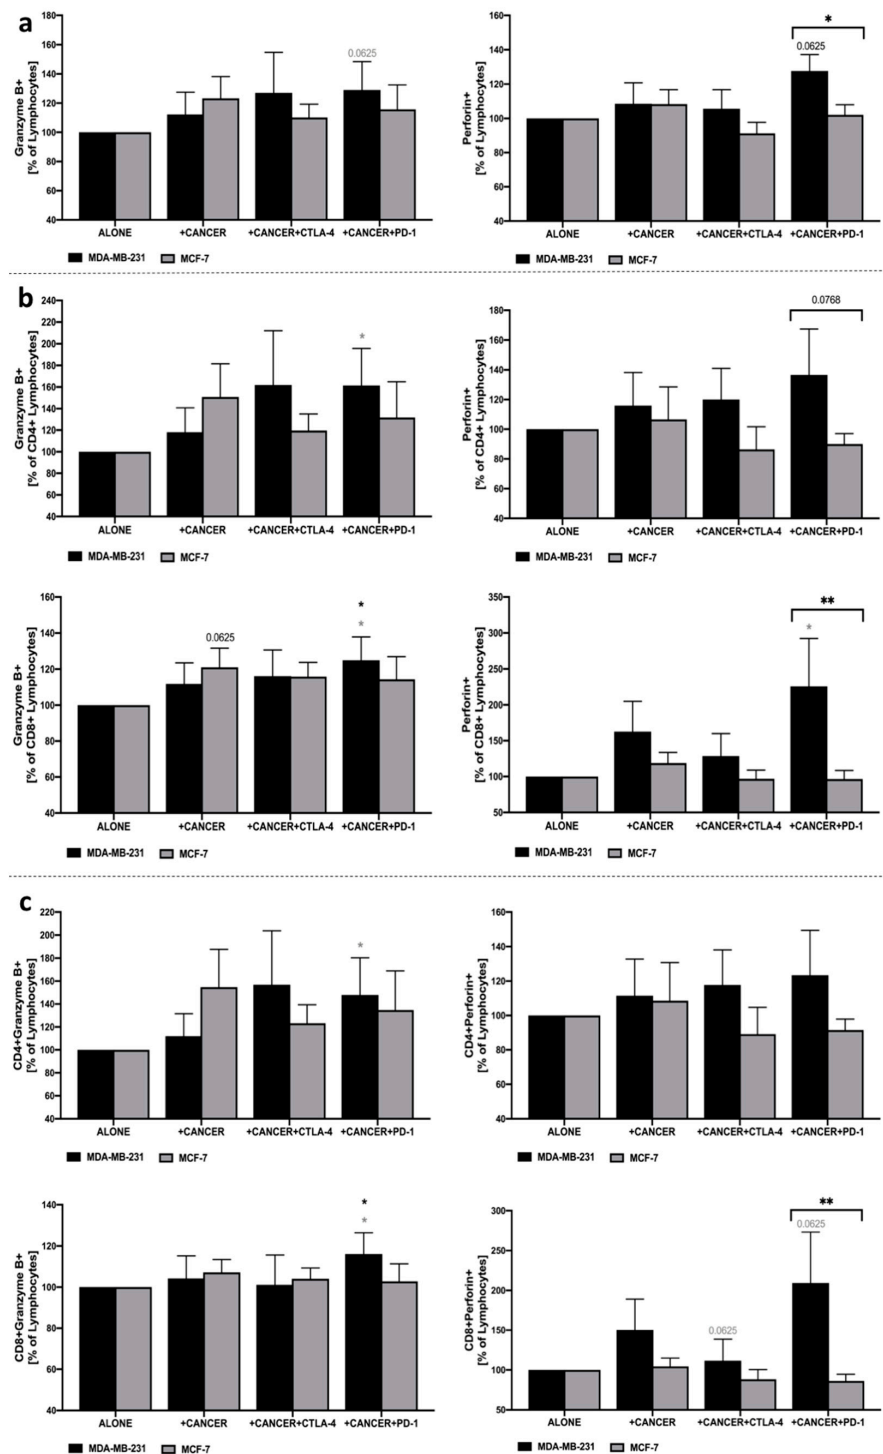 a
Granzyme B+
[% of Lymphocytes]
180
160
140
120
100
80
60
40
0.0625
ALONE
+CANCER
+CANCER+CTLA-4
+CANCER+PD-1
MDA-MB-231
MCF-7
Perforin+
[% of Lymphocytes]
160
140
120
100
80
60
40
*
0.0625
ALONE
+CANCER
+CANCER+CTLA-4
+CANCER+PD-1
MDA-MB-231
MCF-7
b
Granzyme B+
[% of CD4+ Lymphocytes]
240
220
200
180
160
140
120
100
80
60
40
*
ALONE
+CANCER
+CANCER+CTLA-4
+CANCER+PD-1
MDA-MB-231
MCF-7
Perforin+
[% of CD4+ Lymphocytes]
180
160
140
120
100
80
60
40
0.0768
ALONE
+CANCER
+CANCER+CTLA-4
+CANCER+PD-1
MDA-MB-231
MCF-7
Granzyme B+
[% of CD8+ Lymphocytes]
160
140
120
100
80
60
40
0.0625
*
*
ALONE
+CANCER
+CANCER+CTLA-4
+CANCER+PD-1
MDA-MB-231
MCF-7
Perforin+
[% of CD8+ Lymphocytes]
350
300
250
200
150
100
50
**
*
ALONE
+CANCER
+CANCER+CTLA-4
+CANCER+PD-1
MDA-MB-231
MCF-7
c
CD4+Granzyme B+
[% of Lymphocytes]
220
200
180
160
140
120
100
80
60
40
*
ALONE
+CANCER
+CANCER+CTLA-4
+CANCER+PD-1
MDA-MB-231
MCF-7
CD4+Perforin+
[% of Lymphocytes]
160
140
120
100
80
60
40
ALONE
+CANCER
+CANCER+CTLA-4
+CANCER+PD-1
MDA-MB-231
MCF-7
CD8+Granzyme B+
[% of Lymphocytes]
140
120
100
80
60
40
*
*
ALONE
+CANCER
+CANCER+CTLA-4
+CANCER+PD-1
MDA-MB-231
MCF-7
CD8+Perforin+
[% of Lymphocytes]
300
250
200
150
100
50
**
0.0625
0.0625
ALONE
+CANCER
+CANCER+CTLA-4
+CANCER+PD-1
MDA-MB-231
MCF-7